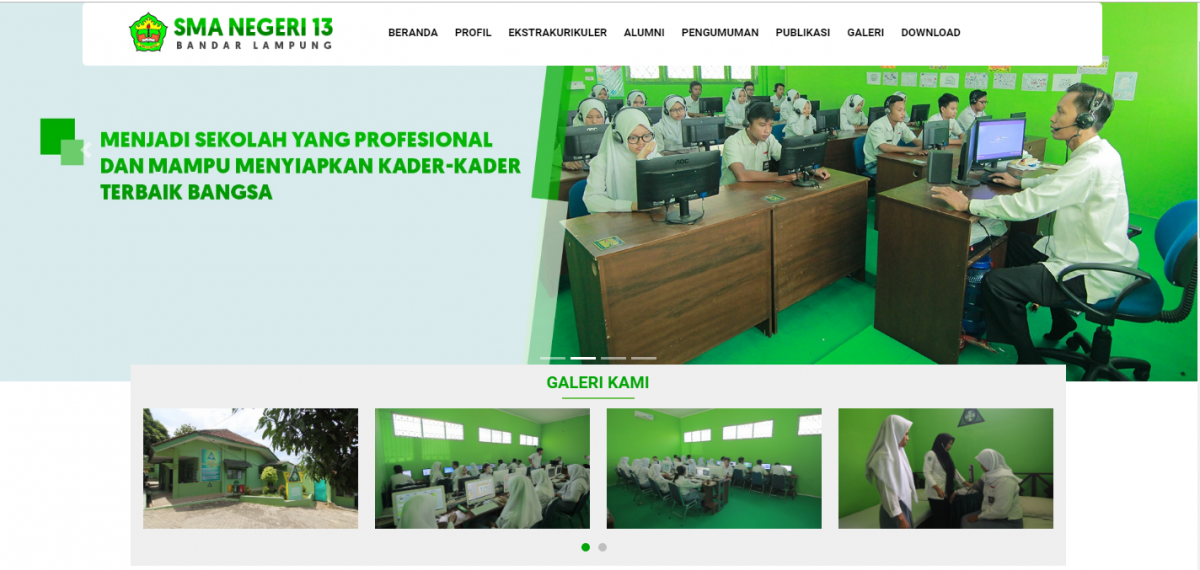 SMA NEGERI 13
BANDAR LAMPUNG
BERANDA PROFIL EKSTRAKURIKULER ALUMNI PENGUMUMAN PUBLIKASI GALERI DOWNLOAD
MENJADI SEKOLAH YANG PROFESIONAL
DAN MAMPU MENYIAPKAN KADER-KADER
TERBAIK BANGSA
AOC
GALERI KAMI